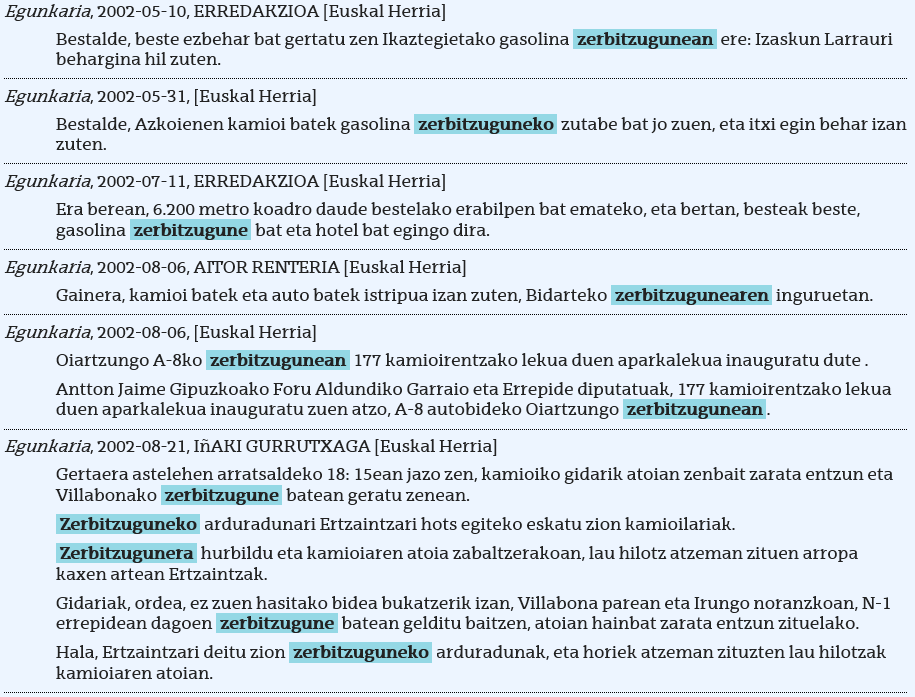 Egunkaria, 2002-05-10, ERREDAKZIOA [Euskal Herria]
Bestalde, beste ezbehar bat gertatu zen Ikaztegietako gasolina zerbitzugunean ere: Izaskun Larrauri
behargina hil zuten.
Egunkaria, 2002-05-31, [Euskal Herria]
Bestalde, Azkoienen kamioi batek gasolina zerbitzuguneko zutabe bat jo zuen, eta itxi egin behar izan
zuten.
Egunkaria, 2002-07-11, ERREDAKZIOA [Euskal Herria]
Era berean, 6.200 metro koadro daude bestelako erabilpen bat emateko, eta bertan, besteak beste,
gasolina zerbitzugune bat eta hotel bat egingo dira.
Egunkaria, 2002-08-06, AITOR RENTERIA [Euskal Herria]
Gainera, kamioi batek eta auto batek istripua izan zuten, Bidarteko zerbitzugunearen inguruetan.
Egunkaria, 2002-08-06, [Euskal Herria]
Oiartzungo A-8ko zerbitzugunean 177 kamioirentzako lekua duen aparkalekua inauguratu dute .
Antton Jaime Gipuzkoako Foru Aldundiko Garraio eta Errepide diputatuak, 177 kamioirentzako lekua
duen aparkalekua inauguratu zuen atzo, A-8 autobideko Oiartzungo zerbitzugunean.
Egunkaria, 2002-08-21, IñAKI GURRUTXAGA [Euskal Herria]
Gertaera astelehen arratsaldeko 18: 15ean jazo zen, kamioiko gidarik atoian zenbait zarata entzun eta
Villabonako zerbitzugune batean geratu zenean.
Zerbitzuguneko arduradunari Ertzaintzari hots egiteko eskatu zion kamioilariak.
Zerbitzugunera hurbildu eta kamioiaren atoia zabaltzerakoan, lau hilotz atzeman zituen arropa
kaxen artean Ertzaintzak.
Gidariak, ordea, ez zuen hasitako bidea bukatzerik izan, Villabona parean eta Irungo noranzkoan, N-1
errepidean dagoen zerbitzugune batean gelditu baitzen, atoian hainbat zarata entzun zituelako.
Hala, Ertzaintzari deitu zion zerbitzuguneko arduradunak, eta horiek atzeman zituzten lau hilotzak
kamioiaren atoian.